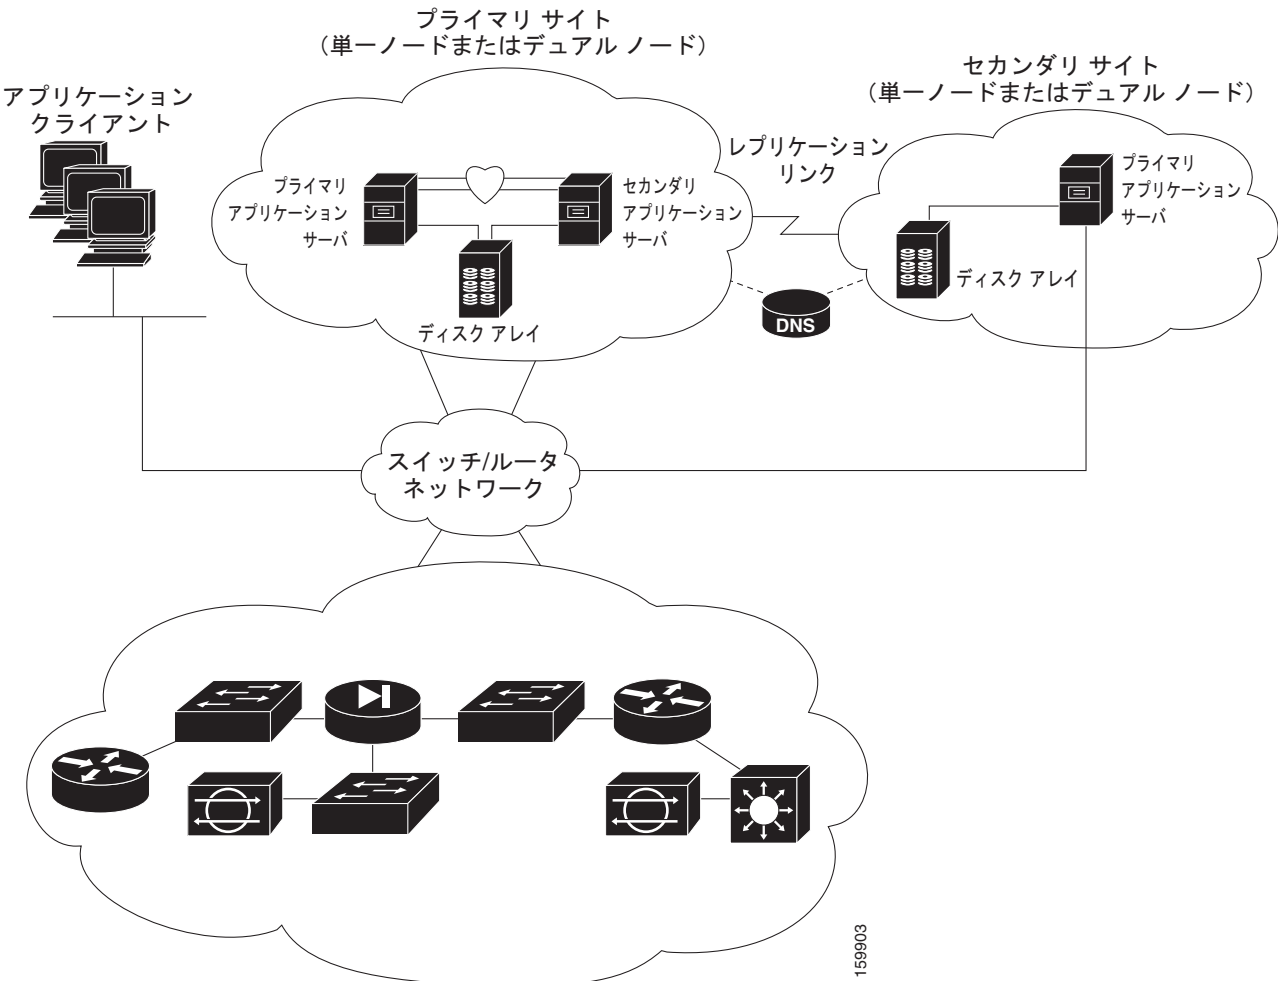 プライマリ サイト
（単一ノードまたはデュアル ノード）
セカンダリ サイト
（単一ノードまたはデュアル ノード）
アプリケーション
クライアント
レプリケーション
リンク
プライマリ
アプリケーション
サーバ
セカンダリ
アプリケーション
サーバ
プライマリ
アプリケーション
サーバ
ディスク アレイ
ディスク アレイ
DNS
スイッチ/ルータ
ネットワーク
159903